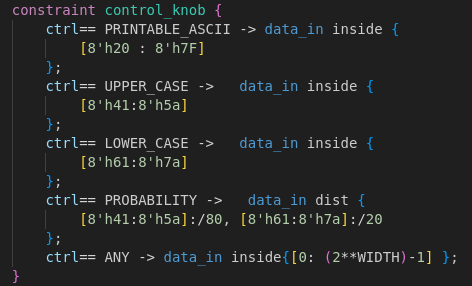 constraint control_knob {
    ctrl== PRINTABLE_ASCII -> data_in inside {
        [8'h20 : 8'h7F]
    };
    ctrl== UPPER_CASE ->   data_in inside {
        [8'h41:8'h5a]
    };
    ctrl== LOWER_CASE ->   data_in inside {
        [8'h61:8'h7a]
    };
    ctrl== PROBABILITY ->   data_in dist {
        [8'h41:8'h5a]:/80, [8'h61:8'h7a]:/20
    };
    ctrl== ANY -> data_in inside{[0: (2**WIDTH)-1] };
}